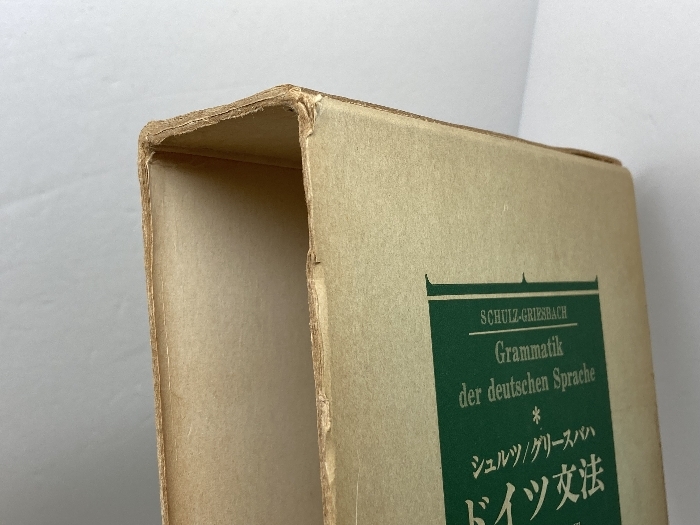 SCHULZ-GRIESBACH
Grammatik
der deutschen Sprache
*
シュルツ/グリースバハ
ドイツ文法